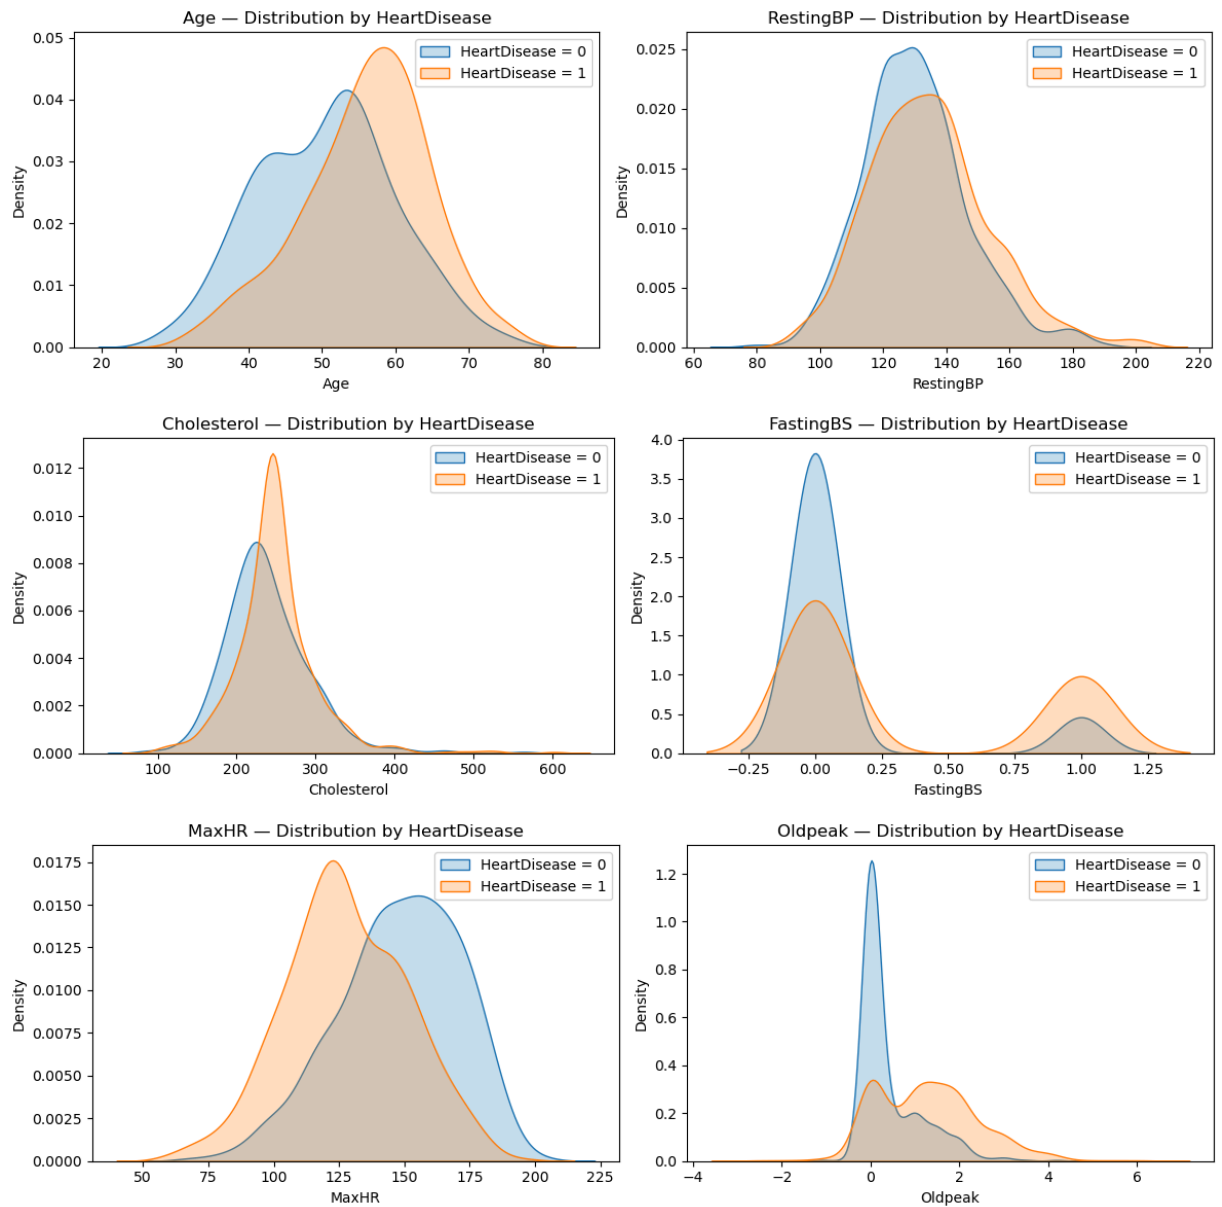 Age — Distribution by HeartDisease
HeartDisease = 0
HeartDisease = 1
Density
0.05
0.04
0.03
0.02
0.01
0.00
20 30 40 50 60 70 80
Age
RestingBP — Distribution by HeartDisease
HeartDisease = 0
HeartDisease = 1
Density
0.025
0.020
0.015
0.010
0.005
0.000
60 80 100 120 140 160 180 200 220
RestingBP
Cholesterol — Distribution by HeartDisease
HeartDisease = 0
HeartDisease = 1
Density
0.012
0.010
0.008
0.006
0.004
0.002
0.000
100 200 300 400 500 600
Cholesterol
FastingBS — Distribution by HeartDisease
HeartDisease = 0
HeartDisease = 1
Density
4.0
3.5
3.0
2.5
2.0
1.5
1.0
0.5
0.0
−0.25 0.00 0.25 0.50 0.75 1.00 1.25
FastingBS
MaxHR — Distribution by HeartDisease
HeartDisease = 0
HeartDisease = 1
Density
0.0175
0.0150
0.0125
0.0100
0.0075
0.0050
0.0025
0.0000
50 75 100 125 150 175 200 225
MaxHR
Oldpeak — Distribution by HeartDisease
HeartDisease = 0
HeartDisease = 1
Density
1.2
1.0
0.8
0.6
0.4
0.2
0.0
−4 −2 0 2 4 6
Oldpeak